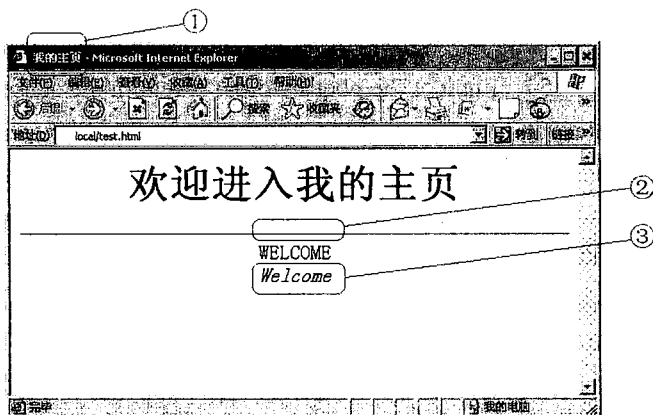 ①
我的主页 - Microsoft Internet Explorer
文件(F) 编辑(E) 查看(V) 收藏(A) 工具(T) 帮助(H)
后退 搜索 收藏夹
地址(D) local/test.html 转到 链接
欢迎进入我的主页
②
③
WELCOME
Welcome
完毕 我的电脑